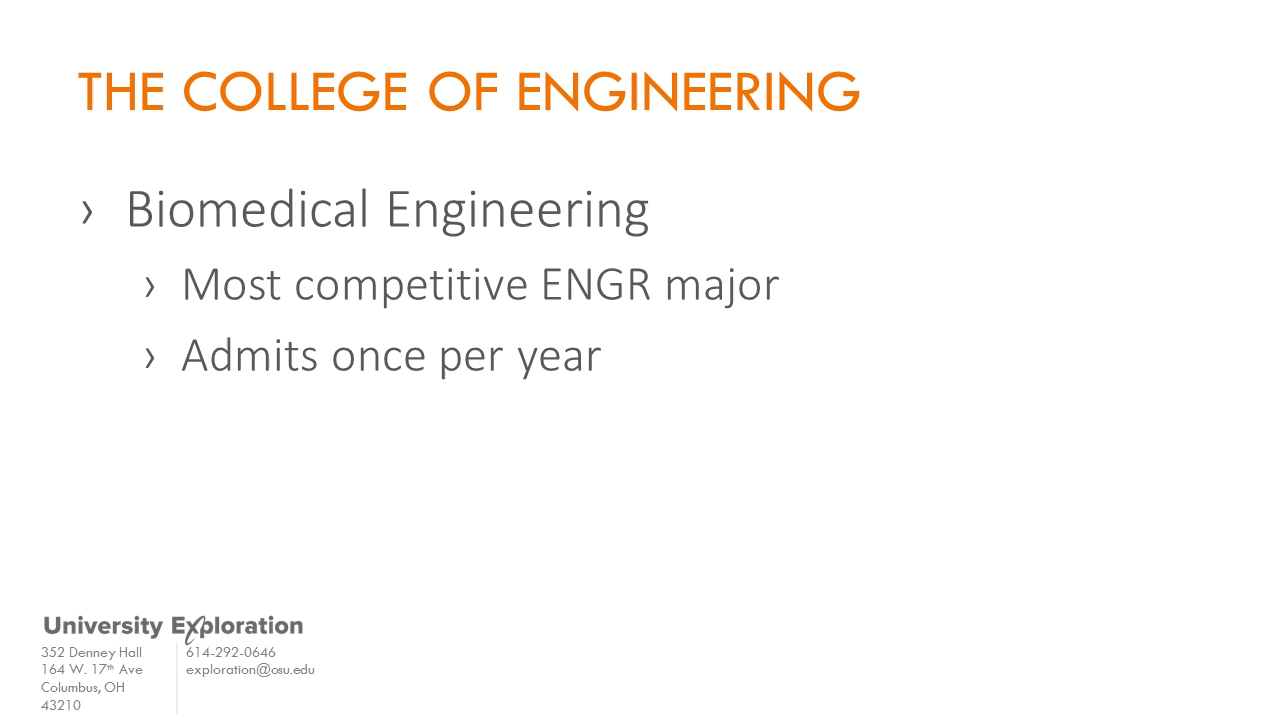 THE COLLEGE OF ENGINEERING
› Biomedical Engineering
› Most competitive ENGR major
› Admits once per year
University Exploration
352 Denney Hall
164 W. 17th Ave
Columbus, OH
43210
614-292-0646
exploration@osu.edu